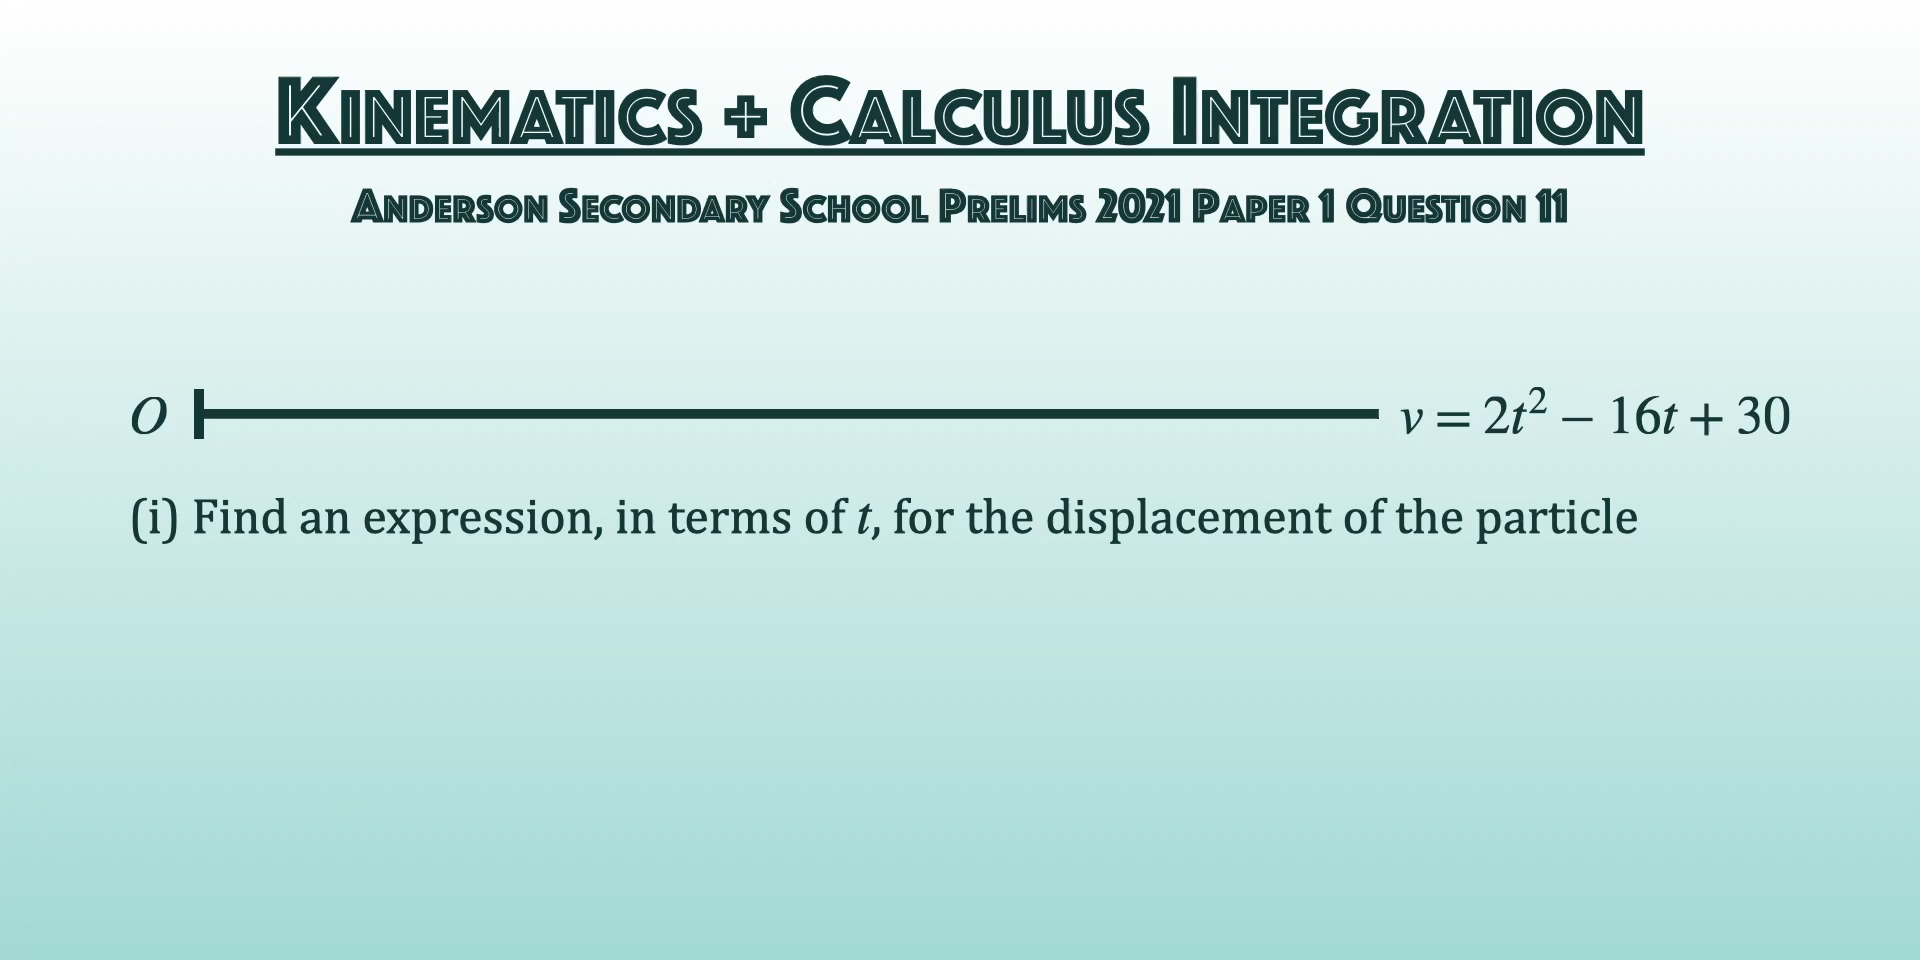 Kinematics + Calculus Integration
Anderson Secondary School Prelims 2021 Paper 1 Question 11
O v = 2t² − 16t + 30
(i) Find an expression, in terms of t, for the displacement of the particle